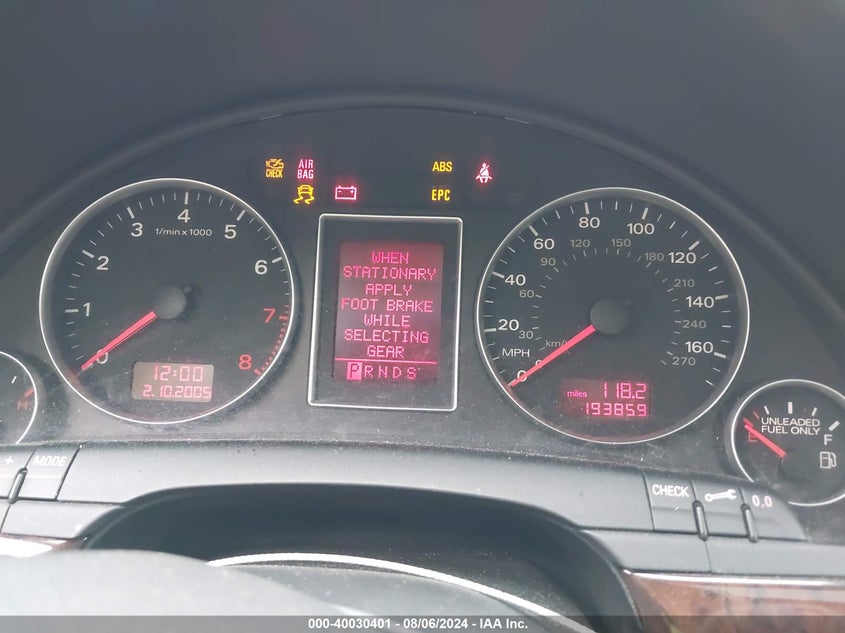 CHECK
AIR
BAG
ABS
EPC
1/min x 1000
0
1
2
3
4
5
6
7
8
12:00
2.10.2005
WHEN
STATIONARY
APPLY
FOOT BRAKE
WHILE
SELECTING
GEAR
PRNDS
0
20
40
60
80
100
120
140
160
MPH
30
60
90
120
150
180
210
240
270
km/
miles 118.2
193859
H
E
F
UNLEADED
FUEL ONLY
+
MODE
CHECK
0.0
000-40030401 - 08/06/2024 - IAA Inc.